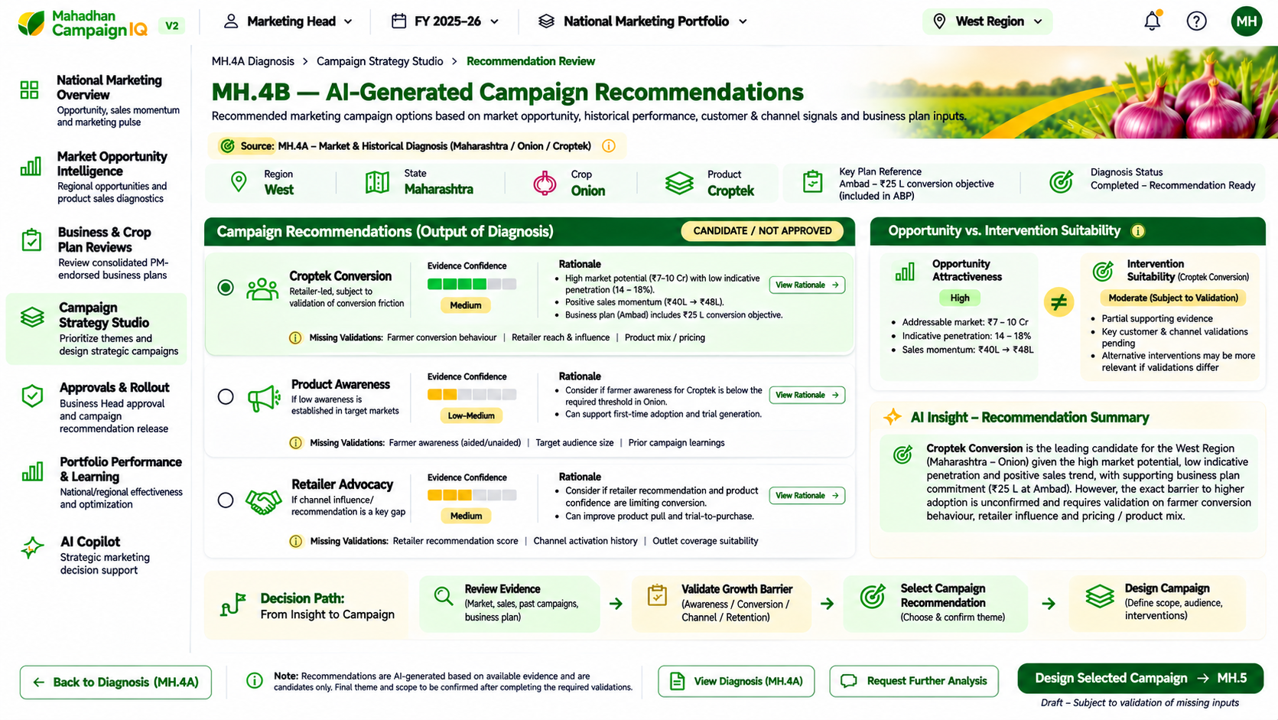 Mahadhan
CampaignIQ V2
Marketing Head
FY 2025–26
National Marketing Portfolio
West Region
MH
National Marketing
Overview
Opportunity, sales momentum
and marketing pulse
Market Opportunity
Intelligence
Regional opportunities and
product sales diagnostics
Business & Crop
Plan Reviews
Review consolidated PM-
endorsed business plans
Campaign
Strategy Studio
Prioritize themes and
design strategic campaigns
Approvals & Rollout
Business Head approval
and campaign
recommendation release
Portfolio Performance
& Learning
National/regional effectiveness
and optimization
AI Copilot
Strategic marketing
decision support
MH.4A Diagnosis > Campaign Strategy Studio > Recommendation Review
MH.4B — AI-Generated Campaign Recommendations
Recommended marketing campaign options based on market opportunity, historical performance, customer & channel signals and business plan inputs.
Source: MH.4A – Market & Historical Diagnosis (Maharashtra / Onion / Croptek)
Region
West
State
Maharashtra
Crop
Onion
Product
Croptek
Key Plan Reference
Ambad – ₹25 L conversion objective
(included in ABP)
Diagnosis Status
Completed – Recommendation Ready
Campaign Recommendations (Output of Diagnosis)
CANDIDATE / NOT APPROVED
Croptek Conversion
Retailer-led, subject to
validation of conversion friction
Evidence Confidence
Medium
Rationale
• High market potential (₹7–10 Cr) with low indicative
penetration (14 – 18%).
• Positive sales momentum (₹40L → ₹48L).
• Business plan (Ambad) includes ₹25 L conversion objective.
View Rationale →
Missing Validations: Farmer conversion behaviour | Retailer reach & influence | Product mix / pricing
Product Awareness
If low awareness is
established in target markets
Evidence Confidence
Low-Medium
Rationale
• Consider if farmer awareness for Croptek is below the
required threshold in Onion.
• Can support first-time adoption and trial generation.
View Rationale →
Missing Validations: Farmer awareness (aided/unaided) | Target audience size | Prior campaign learnings
Retailer Advocacy
If channel influence/
recommendation is a key gap
Evidence Confidence
Medium
Rationale
• Consider if retailer recommendation and product
confidence are limiting conversion.
• Can improve product pull and trial-to-purchase.
View Rationale →
Missing Validations: Retailer recommendation score | Channel activation history | Outlet coverage suitability
Opportunity vs. Intervention Suitability
Opportunity
Attractiveness
High
• Addressable market: ₹7 – 10 Cr
• Indicative penetration: 14 – 18%
• Sales momentum: ₹40L → ₹48L
≠
Intervention
Suitability (Croptek Conversion)
Moderate (Subject to Validation)
• Partial supporting evidence
• Key customer & channel validations
pending
• Alternative interventions may be more
relevant if validations differ
AI Insight – Recommendation Summary
Croptek Conversion is the leading candidate for the West Region
(Maharashtra – Onion) given the high market potential, low indicative
penetration and positive sales trend, with supporting business plan
commitment (₹25 L at Ambad). However, the exact barrier to higher
adoption is unconfirmed and requires validation on farmer conversion
behaviour, retailer influence and pricing / product mix.
Decision Path:
From Insight to Campaign
Review Evidence
(Market, sales, past campaigns,
business plan)
→
Validate Growth Barrier
(Awareness / Conversion /
Channel / Retention)
→
Select Campaign
Recommendation
(Choose & confirm theme)
→
Design Campaign
(Define scope, audience,
interventions)
← Back to Diagnosis (MH.4A)
Note: Recommendations are AI-generated based on available evidence and are
candidates only. Final theme and scope to be confirmed after completing the required validations.
View Diagnosis (MH.4A)
Request Further Analysis
Design Selected Campaign → MH.5
Draft – Subject to validation of missing inputs